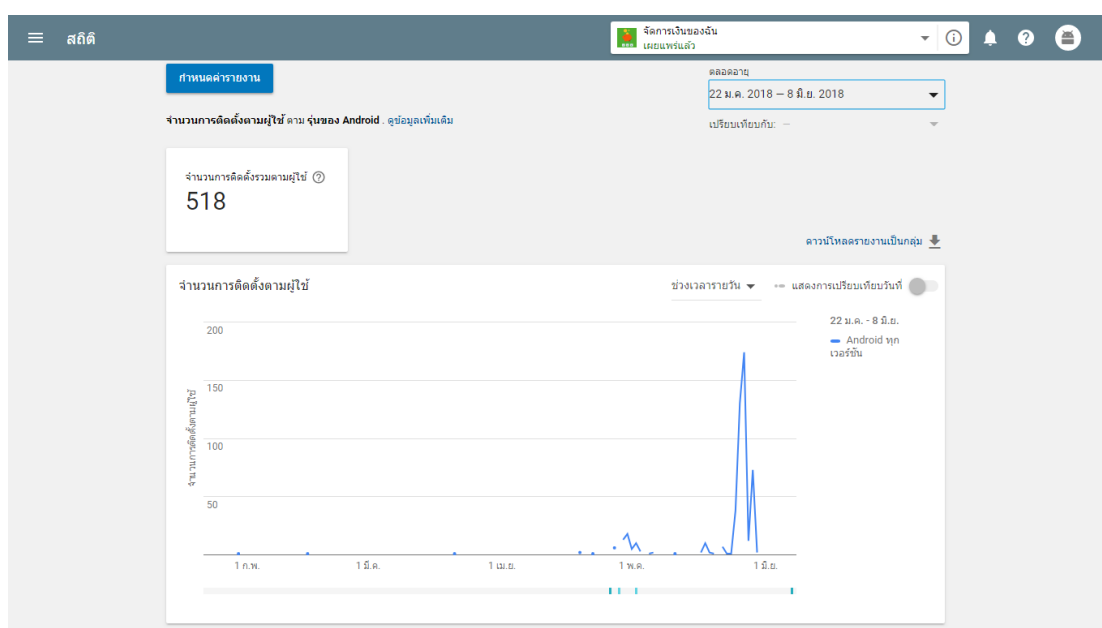 สถิติ
จัดการเงินของฉัน
เผยแพร่แล้ว
กำหนดค่ารายงาน
ตลอดอายุ
22 ม.ค. 2018 – 8 มิ.ย. 2018
จำนวนการติดตั้งตามผู้ใช้ ตาม รุ่นของ Android . ดูข้อมูลเพิ่มเติม
เปรียบเทียบกับ: –
จำนวนการติดตั้งรวมตามผู้ใช้
518
ดาวน์โหลดรายงานเป็นกลุ่ม
จำนวนการติดตั้งตามผู้ใช้
ช่วงเวลารายวัน
แสดงการเปรียบเทียบวันที่
22 ม.ค. - 8 มิ.ย.
Android ทุก
เวอร์ชัน
จำนวนการติดตั้งตามผู้ใช้
200
150
100
50
1 ก.พ.
1 มี.ค.
1 เม.ย.
1 พ.ค.
1 มิ.ย.